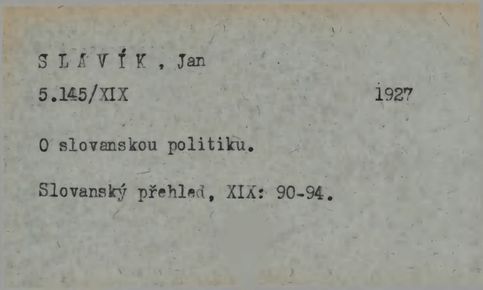 S L A V Í K , Jan
5.145/XIX 1927
O slovanskou politiku.
Slovanský přehled, XIX: 90-94.